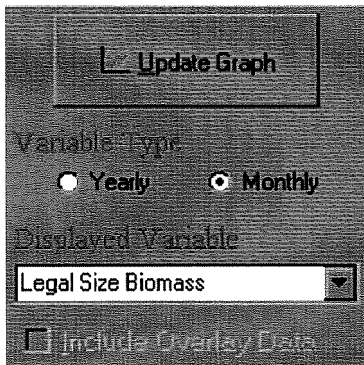 Update Graph
Variable Type
Yearly Monthly
Displayed Variable
Legal Size Biomass
Include Overlay Data